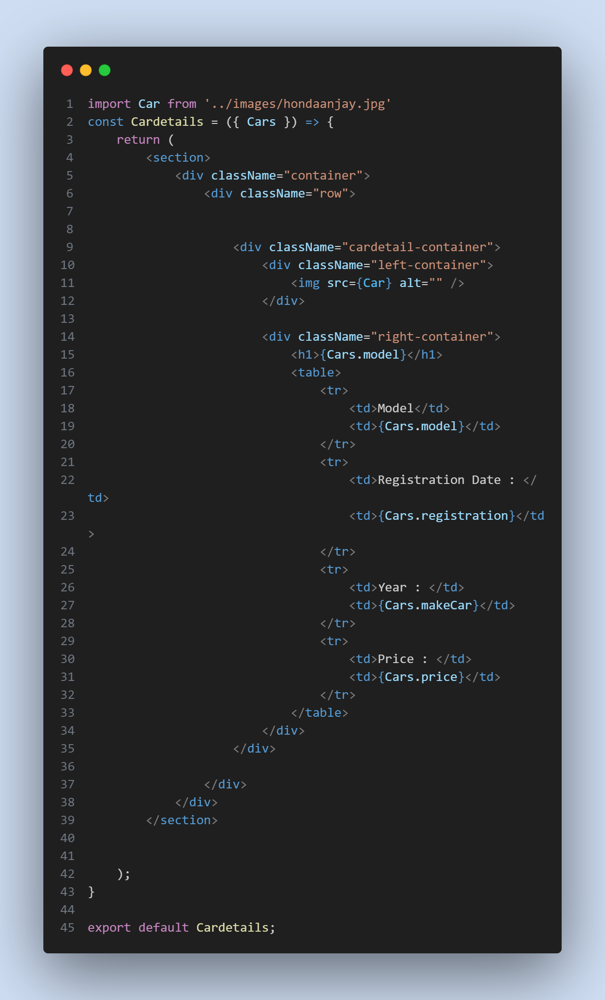 1 import Car from '../images/hondaanjay.jpg'
2 const Cardetails = ({ Cars }) => {
3     return (
4         <section>
5             <div className="container">
6                 <div className="row">
7
8
9                     <div className="cardetail-container">
10                         <div className="left-container">
11                             <img src={Car} alt="" />
12                         </div>
13
14                         <div className="right-container">
15                             <h1>{Cars.model}</h1>
16                             <table>
17                                 <tr>
18                                     <td>Model</td>
19                                     <td>{Cars.model}</td>
20                                 </tr>
21                                 <tr>
22                                     <td>Registration Date : </
td>
23                                     <td>{Cars.registration}</td
>
24                                 </tr>
25                                 <tr>
26                                     <td>Year : </td>
27                                     <td>{Cars.makeCar}</td>
28                                 </tr>
29                                 <tr>
30                                     <td>Price : </td>
31                                     <td>{Cars.price}</td>
32                                 </tr>
33                             </table>
34                         </div>
35                     </div>
36
37                 </div>
38             </div>
39         </section>
40
41
42     );
43 }
44
45 export default Cardetails;